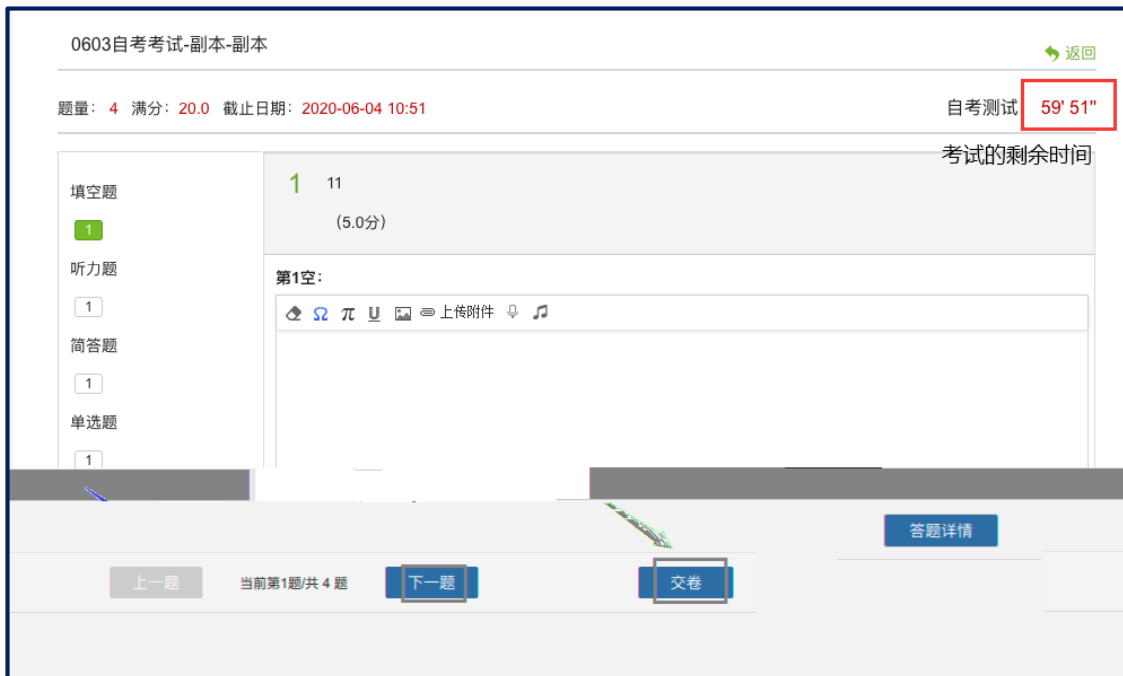 0603自考考试-副本-副本
返回
题量： 4 满分：20.0 截止日期：2020-06-04 10:51
自考测试 59' 51"
考试的剩余时间
填空题
1
听力题
1
简答题
1
单选题
1
1 11
(5.0分)
第1空：
Ω π U 上传附件
答题详情
上一题 当前第1题/共 4 题 下一题 交卷